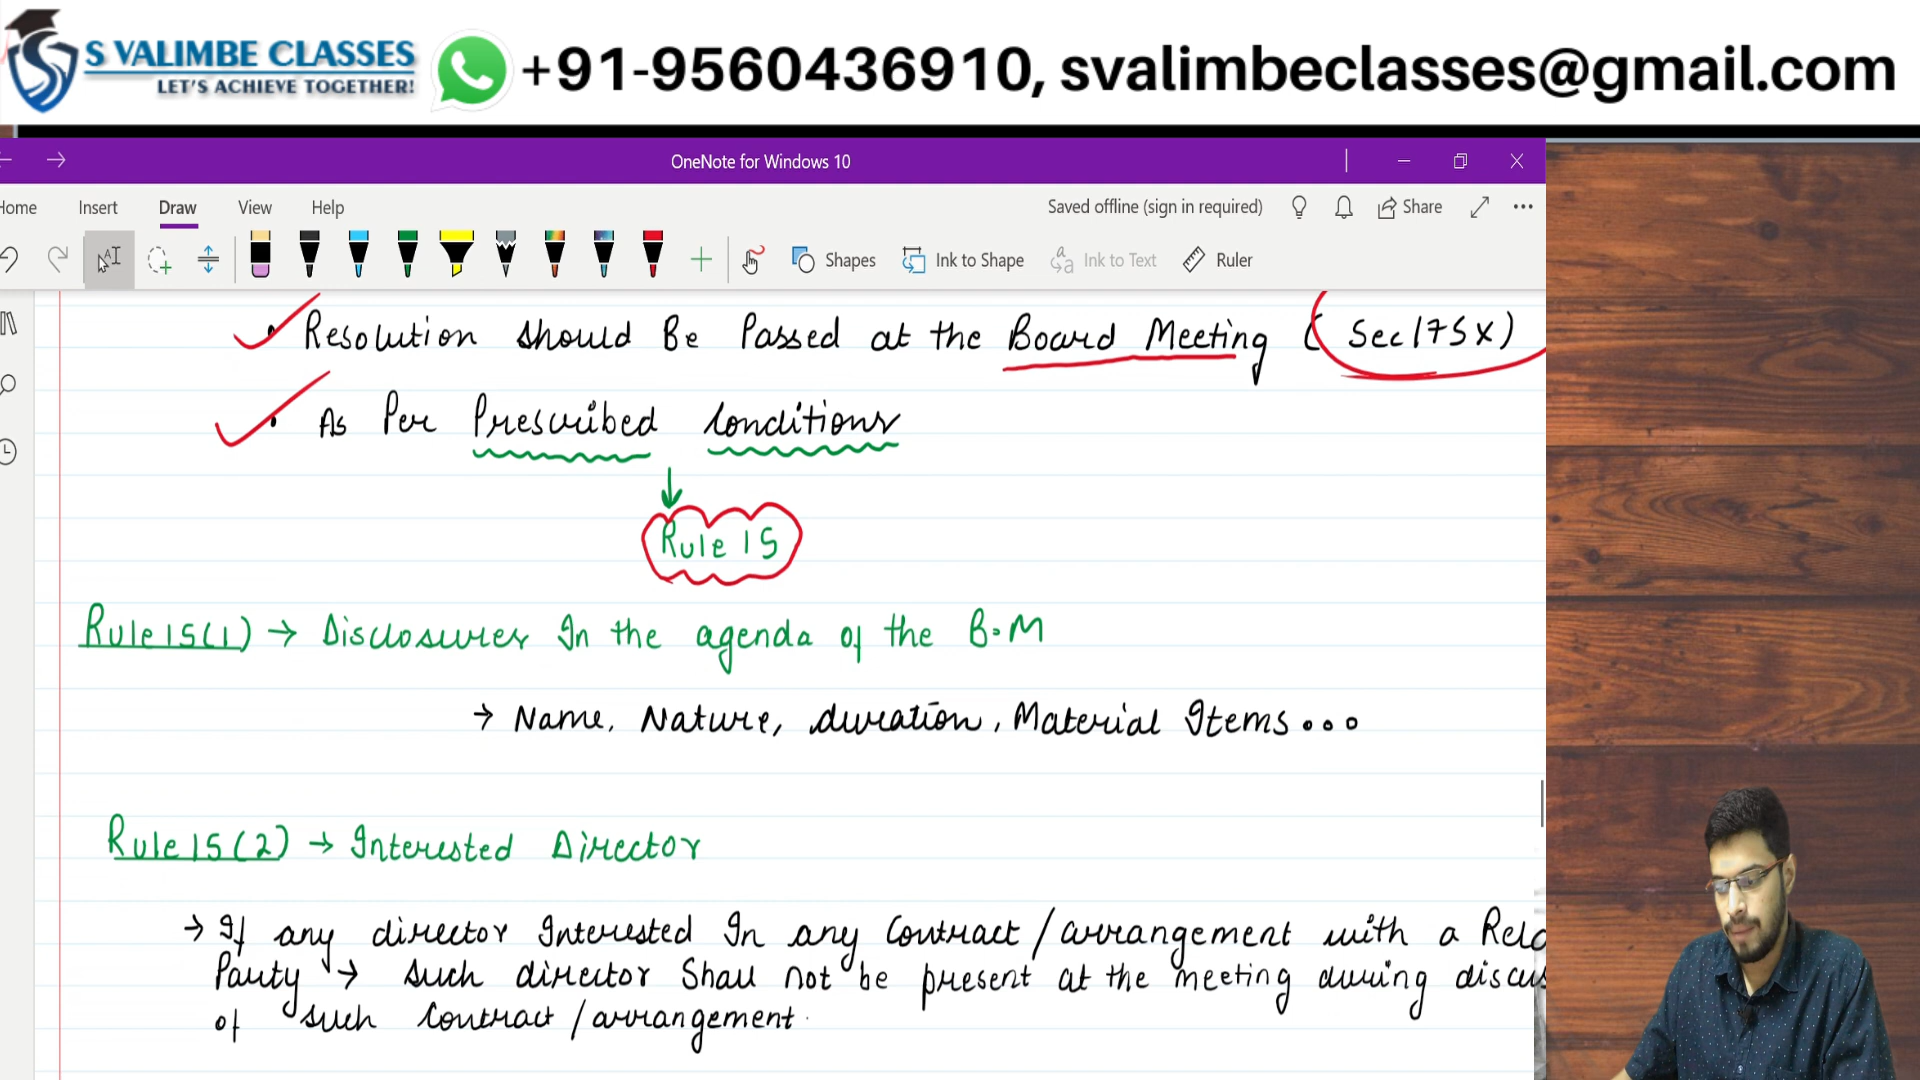 S VALIMBE CLASSES
LET'S ACHIEVE TOGETHER!
+91-9560436910, svalimbeclasses@gmail.com
OneNote for Windows 10
Home Insert Draw View Help
Saved offline (sign in required) Share
Shapes Ink to Shape Ink to Text Ruler
• Resolution should Be Passed at the Board Meeting (Sec 175 X)
• As Per Prescribed Conditions
Rule 15
Rule 15(1) → Disclosures In the agenda of the B.M
→ Name, Nature, duration, Material Items...
Rule 15(2) → Interested Director
→ If any director Interested In any Contract/arrangement with a
Party → such director Shall not be present at the meeting during
of such Contract/arrangement.